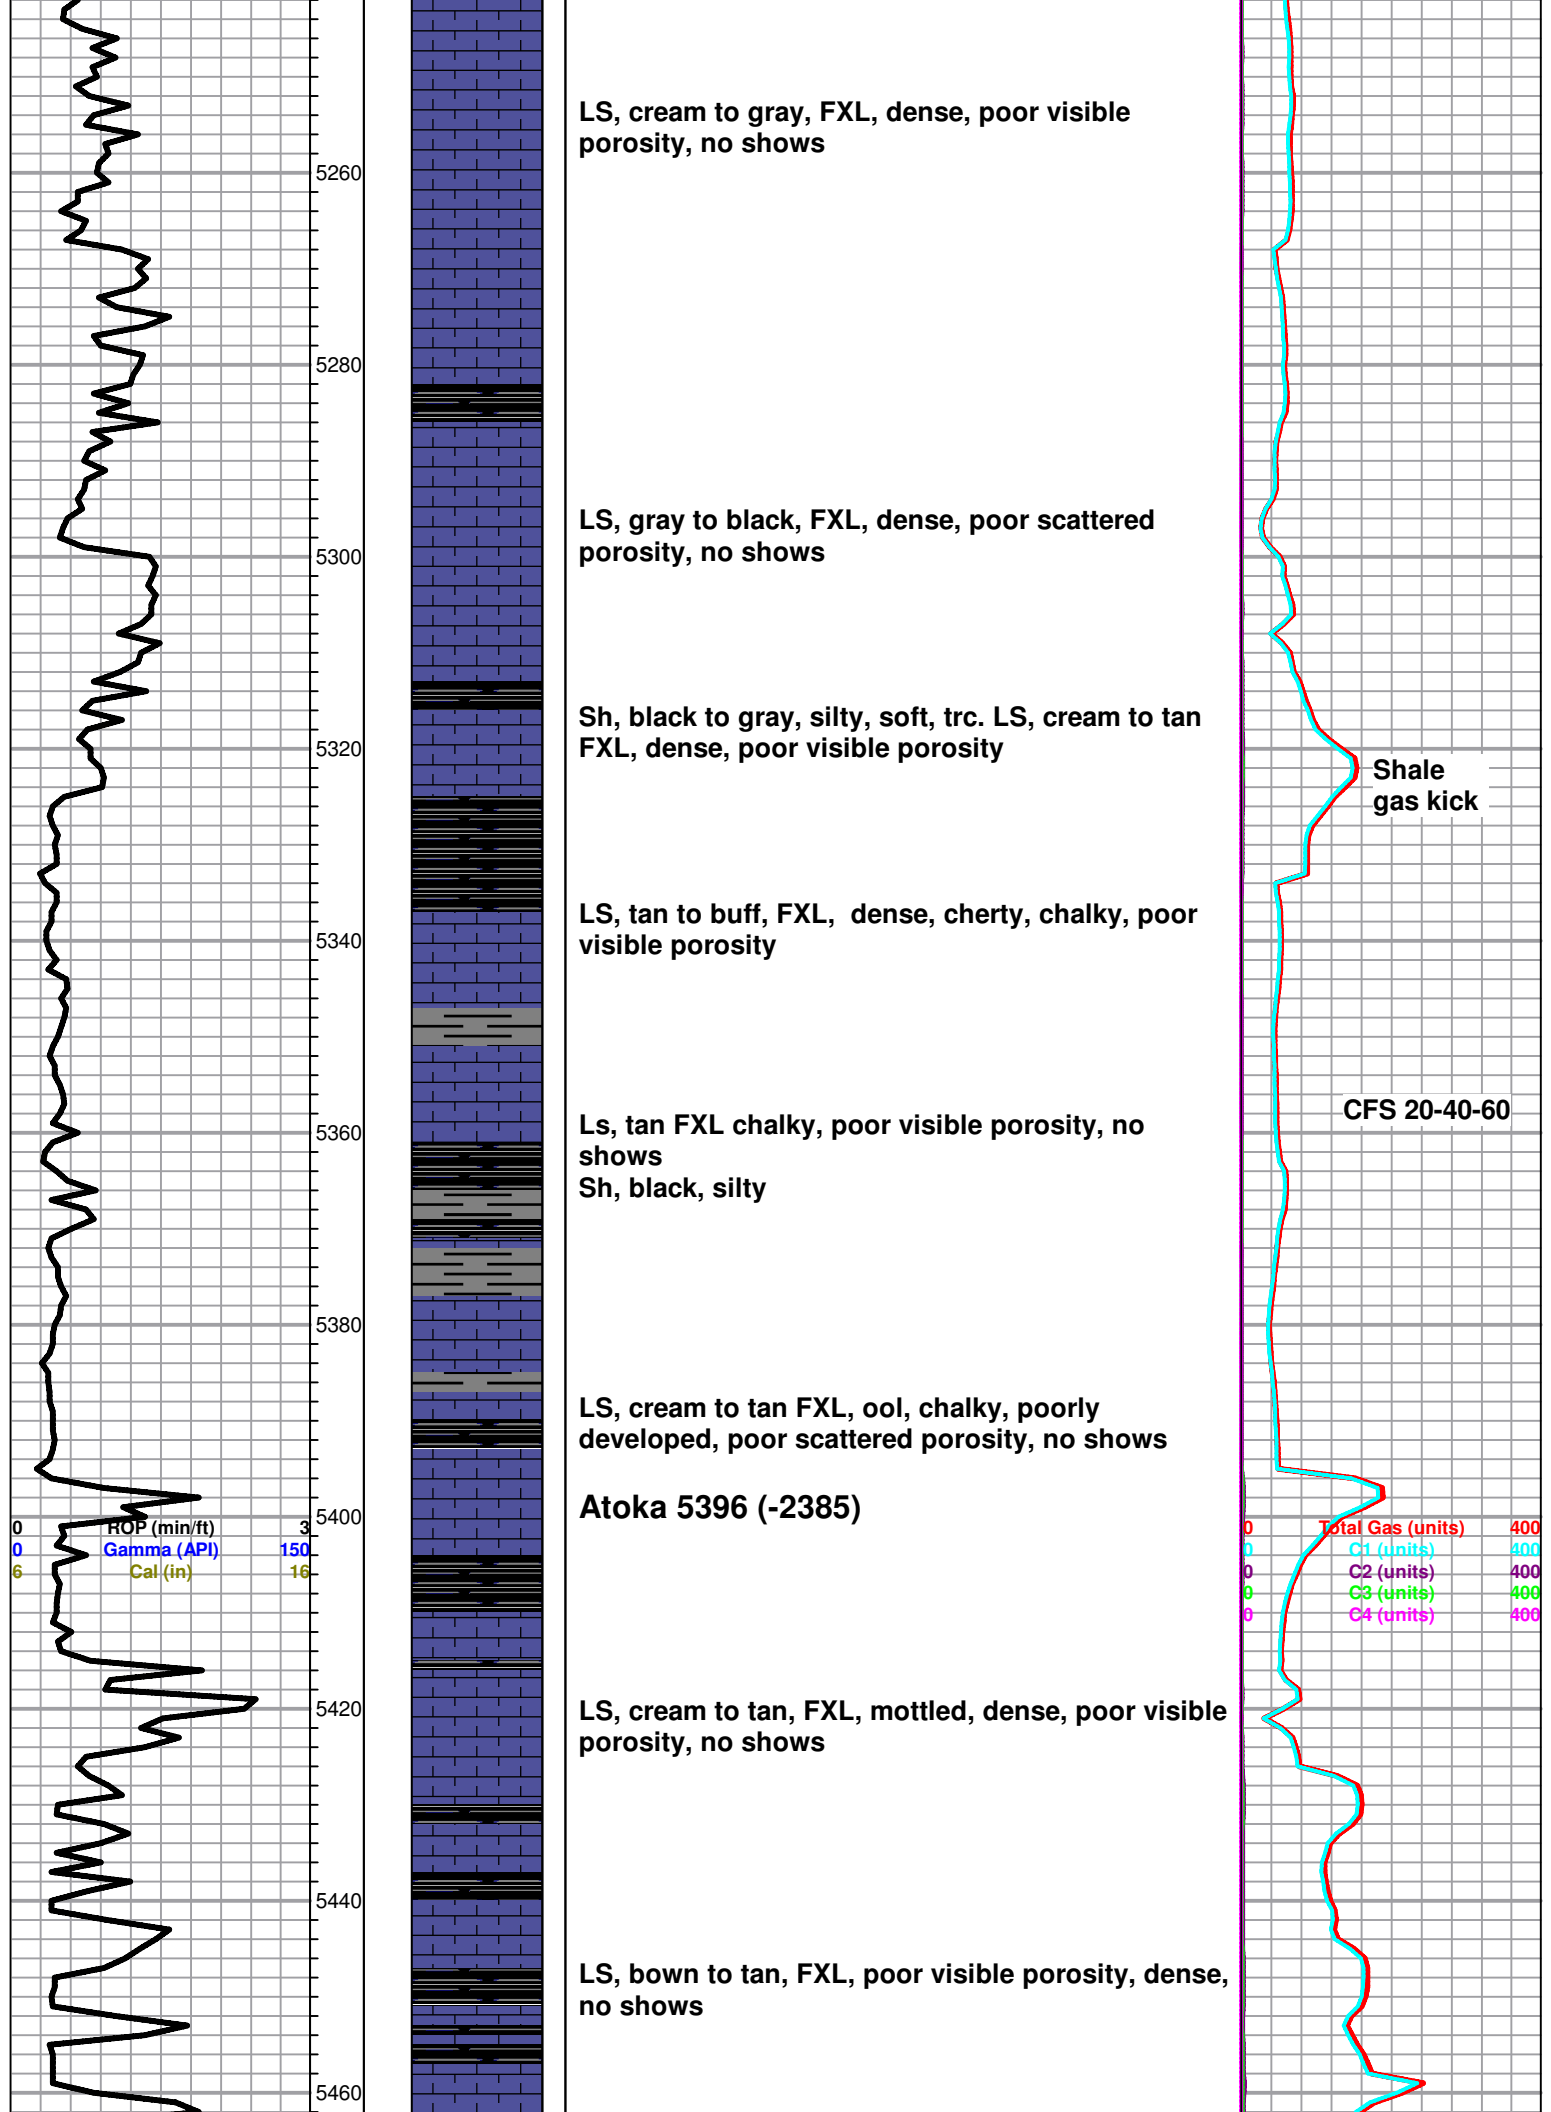 LS, cream to gray, FXL, dense, poor visible
porosity, no shows
5260
5280
LS, gray to black, FXL, dense, poor scattered
porosity, no shows
5300
Sh, black to gray, silty, soft, trc. LS, cream to tan
FXL, dense, poor visible porosity
5320
Shale
gas kick
LS, tan to buff, FXL,  dense, cherty, chalky, poor
visible porosity
5340
CFS 20-40-60
Ls, tan FXL chalky, poor visible porosity, no
shows
Sh, black, silty
5360
5380
LS, cream to tan FXL, ool, chalky, poorly
developed, poor scattered porosity, no shows
Atoka 5396 (-2385)
5400
0 ROP (min/ft) 3
0 Gamma (API) 150
6 Cal (in) 16
0 Total Gas (units) 400
0 C1 (units) 400
0 C2 (units) 400
0 C3 (units) 400
0 C4 (units) 400
LS, cream to tan, FXL, mottled, dense, poor visible
porosity, no shows
5420
5440
LS, bown to tan, FXL, poor visible porosity, dense,
no shows
5460